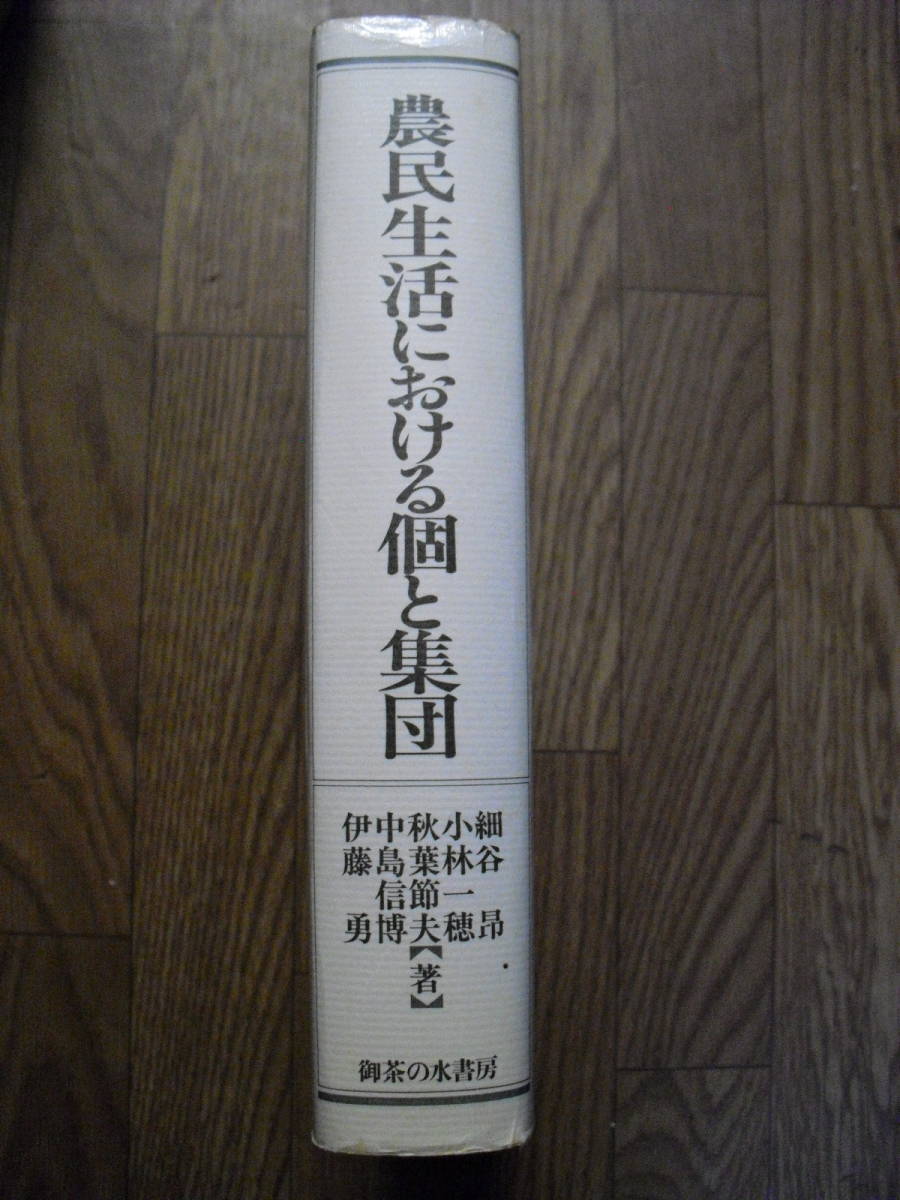 農民生活における個と集団
細谷 昂
小林一穂
秋葉節夫
中島信博
伊藤 勇
【著】
御茶の水書房